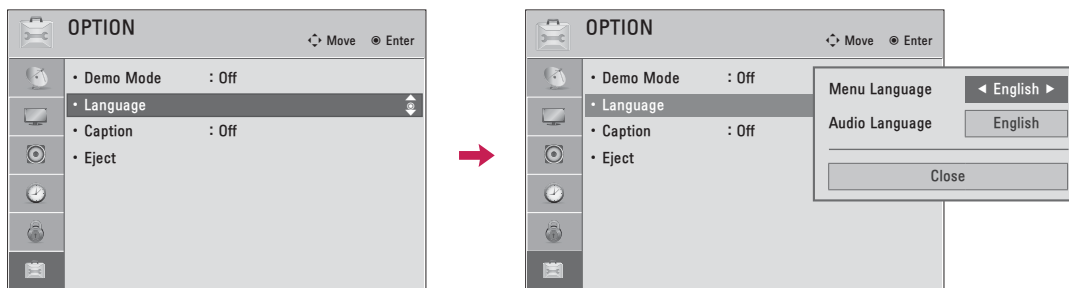 OPTION
Move Enter
• Demo Mode : Off
• Language
• Caption : Off
• Eject
OPTION
Move Enter
• Demo Mode : Off
• Language
• Caption : Off
• Eject
Menu Language ◄ English ►
Audio Language English
Close